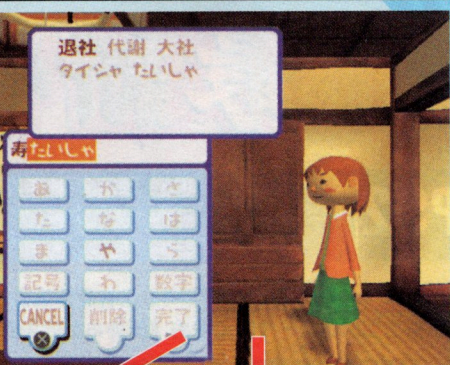 退社 代謝 大社
タイシャ たいしゃ
寿たいしゃ
あ か さ
た な は
ま や ら
記号 わ 数字
CANCEL 削除 完了